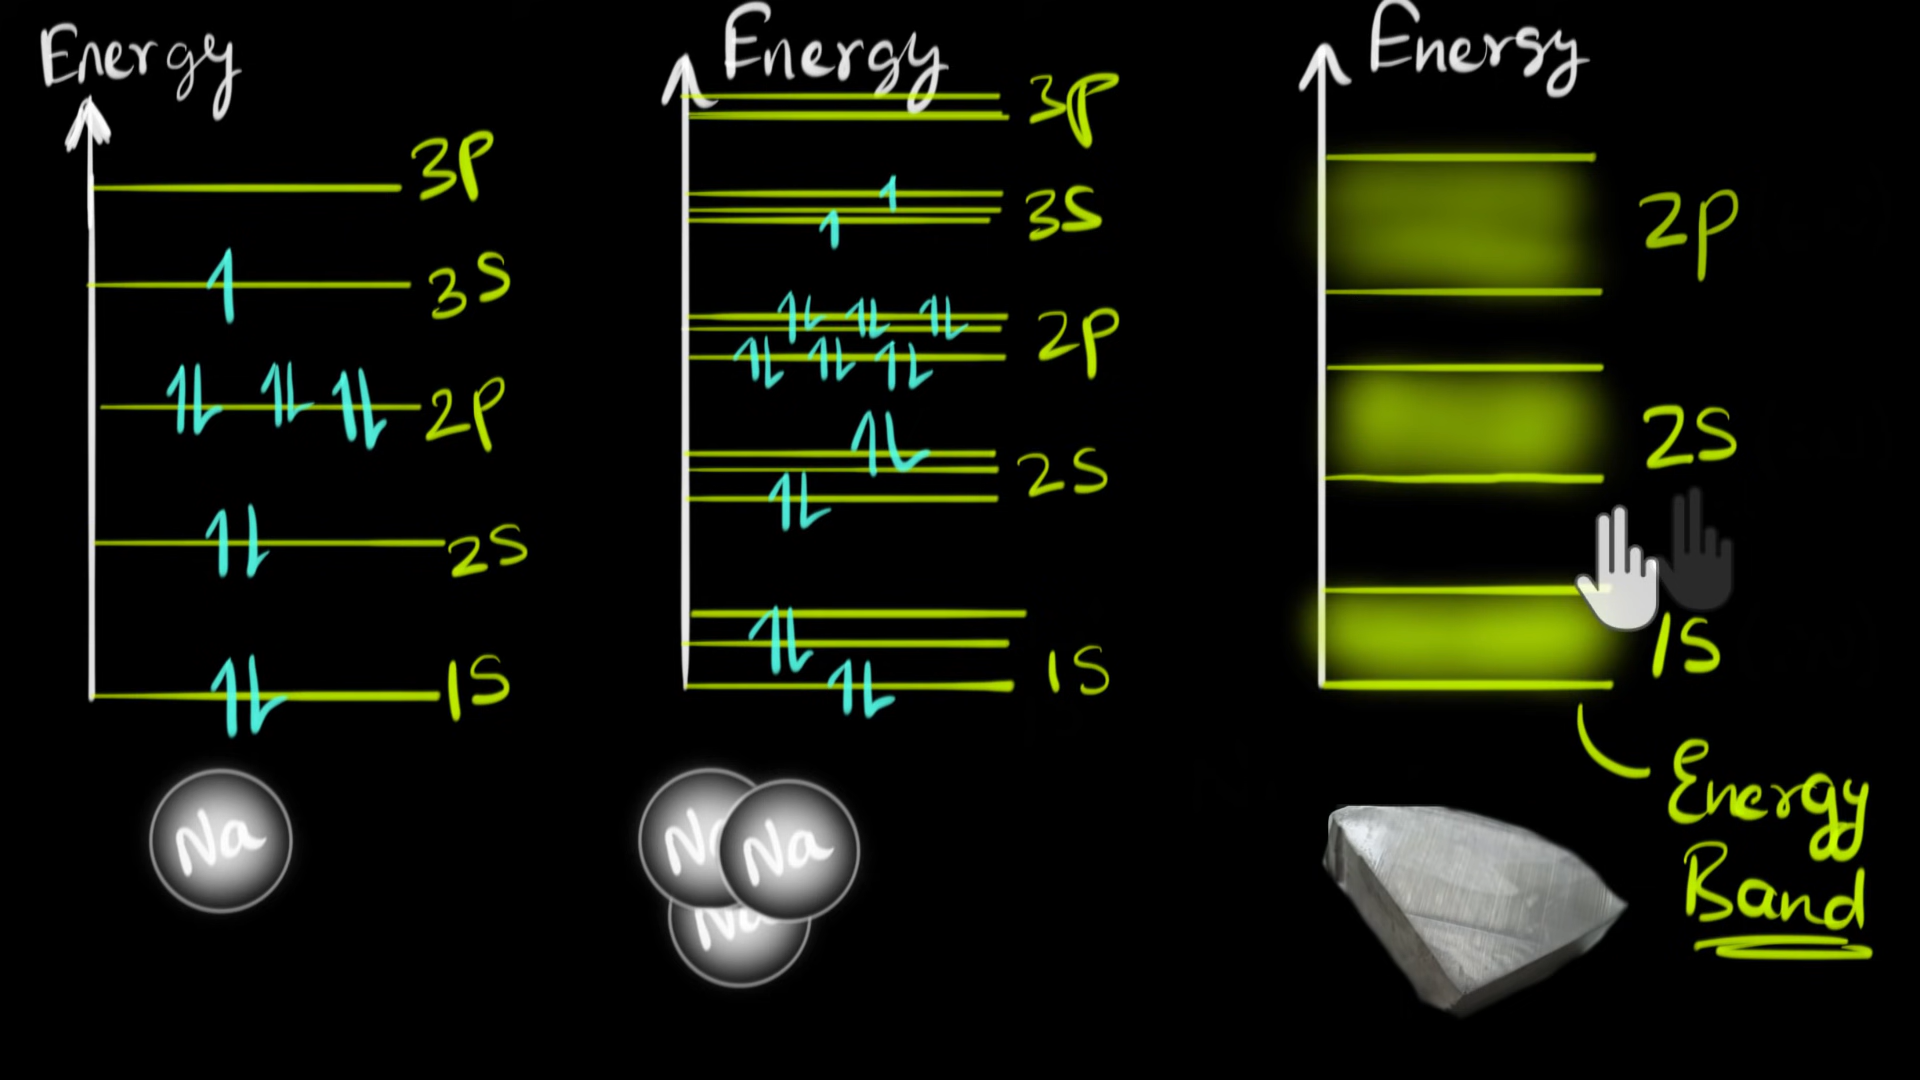 Energy
3P
3S
2P
2S
1S
Na
Energy
3P
3S
2P
2S
1S
Na
Na
Energy
2P
2S
1S
Energy
Band